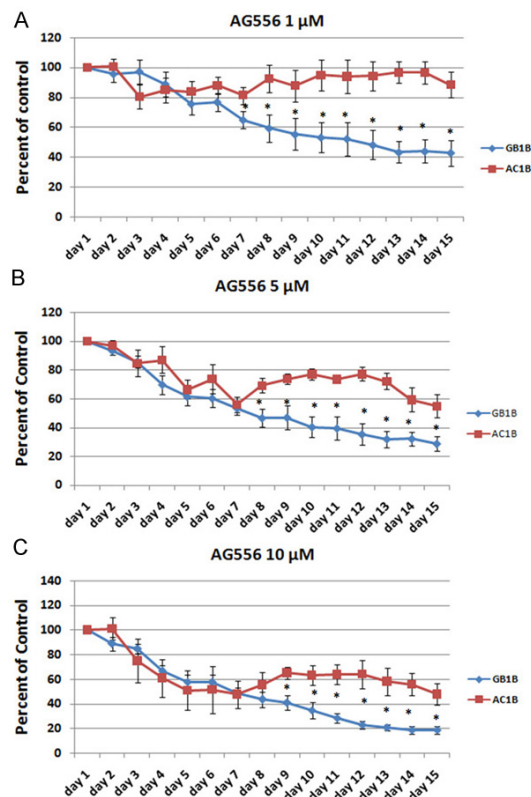 A
AG556 1 µM
Percent of control
120
100
80
60
40
20
0
* * * * * * * * *
GB1B
AC1B
day 1 day 2 day 3 day 4 day 5 day 6 day 7 day 8 day 9 day 10 day 11 day 12 day 13 day 14 day 15
B
AG556 5 µM
Percent of Control
120
100
80
60
40
20
0
* * * * * * * *
GB1B
AC1B
day 1 day 2 day 3 day 4 day 5 day 6 day 7 day 8 day 9 day 10 day 11 day 12 day 13 day 14 day 15
C
AG556 10 µM
Percent of Control
140
120
100
80
60
40
20
0
* * * * * * *
GB1B
AC1B
day 1 day 2 day 3 day 4 day 5 day 6 day 7 day 8 day 9 day 10 day 11 day 12 day 13 day 14 day 15